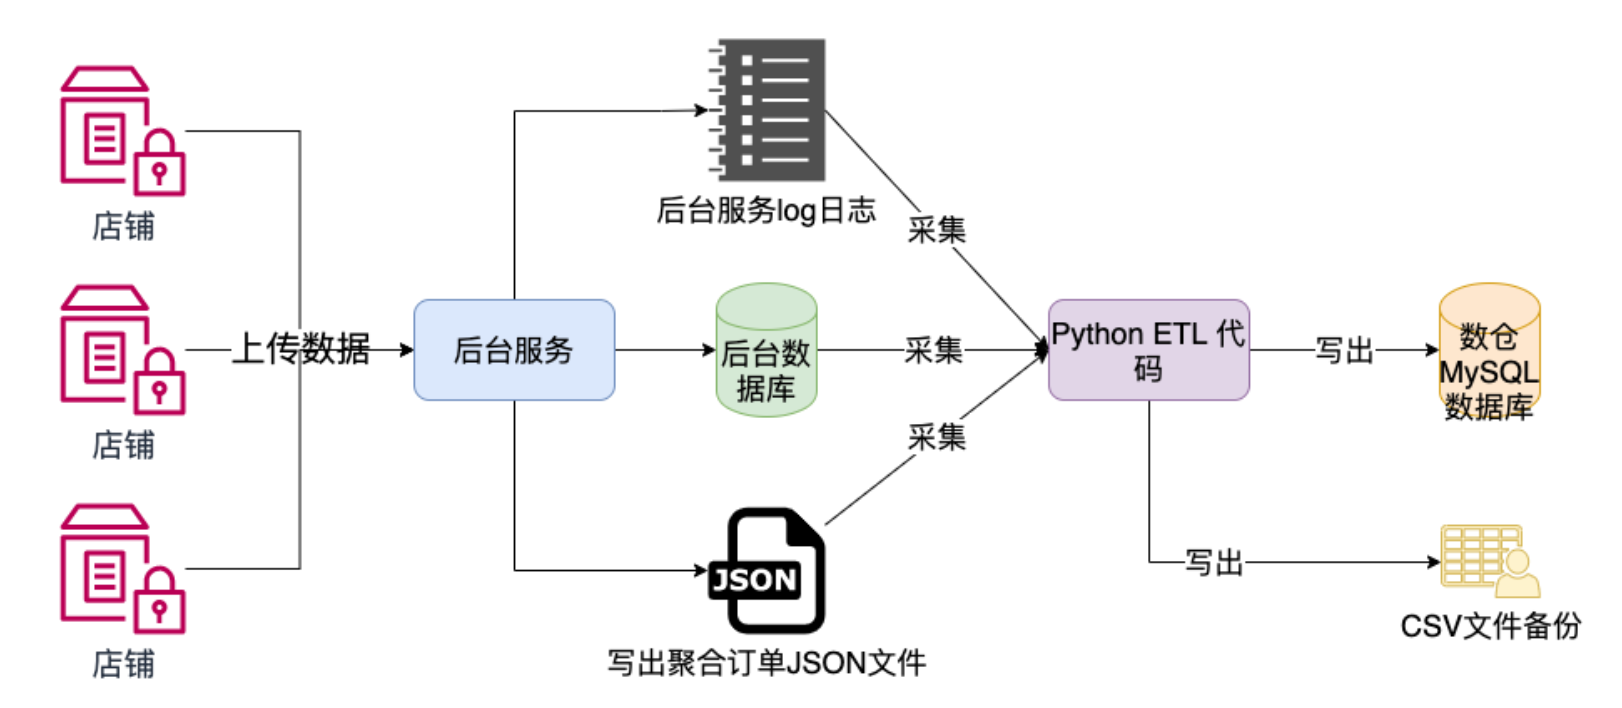 店铺
店铺
店铺
上传数据
后台服务
后台服务log日志
后台数
据库
JSON
写出聚合订单JSON文件
采集
采集
采集
Python ETL 代
码
写出
写出
数仓
MySQL
数据库
CSV文件备份